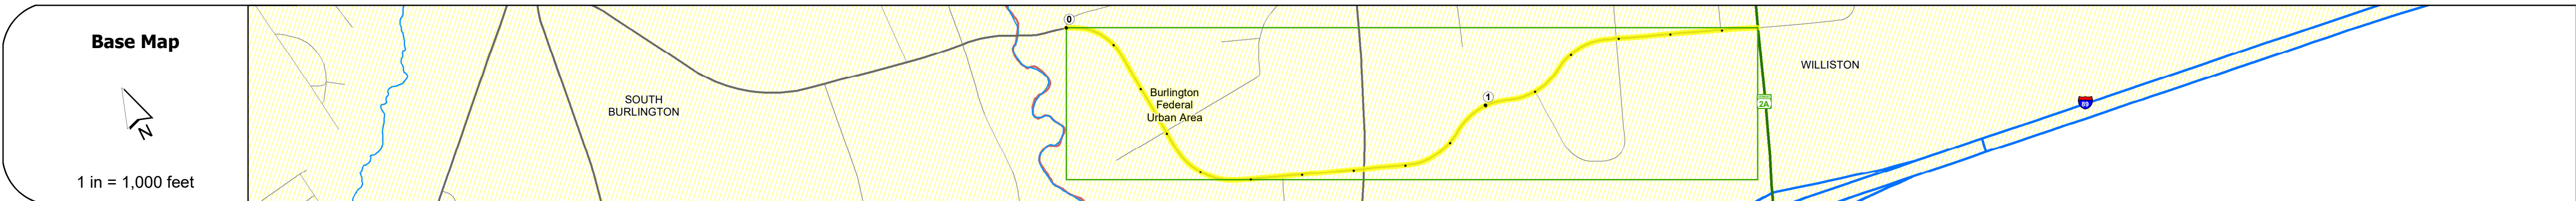 Base Map
N
1 in = 1,000 feet
SOUTH
BURLINGTON
0
Burlington
Federal
Urban Area
1
2A
WILLISTON
89